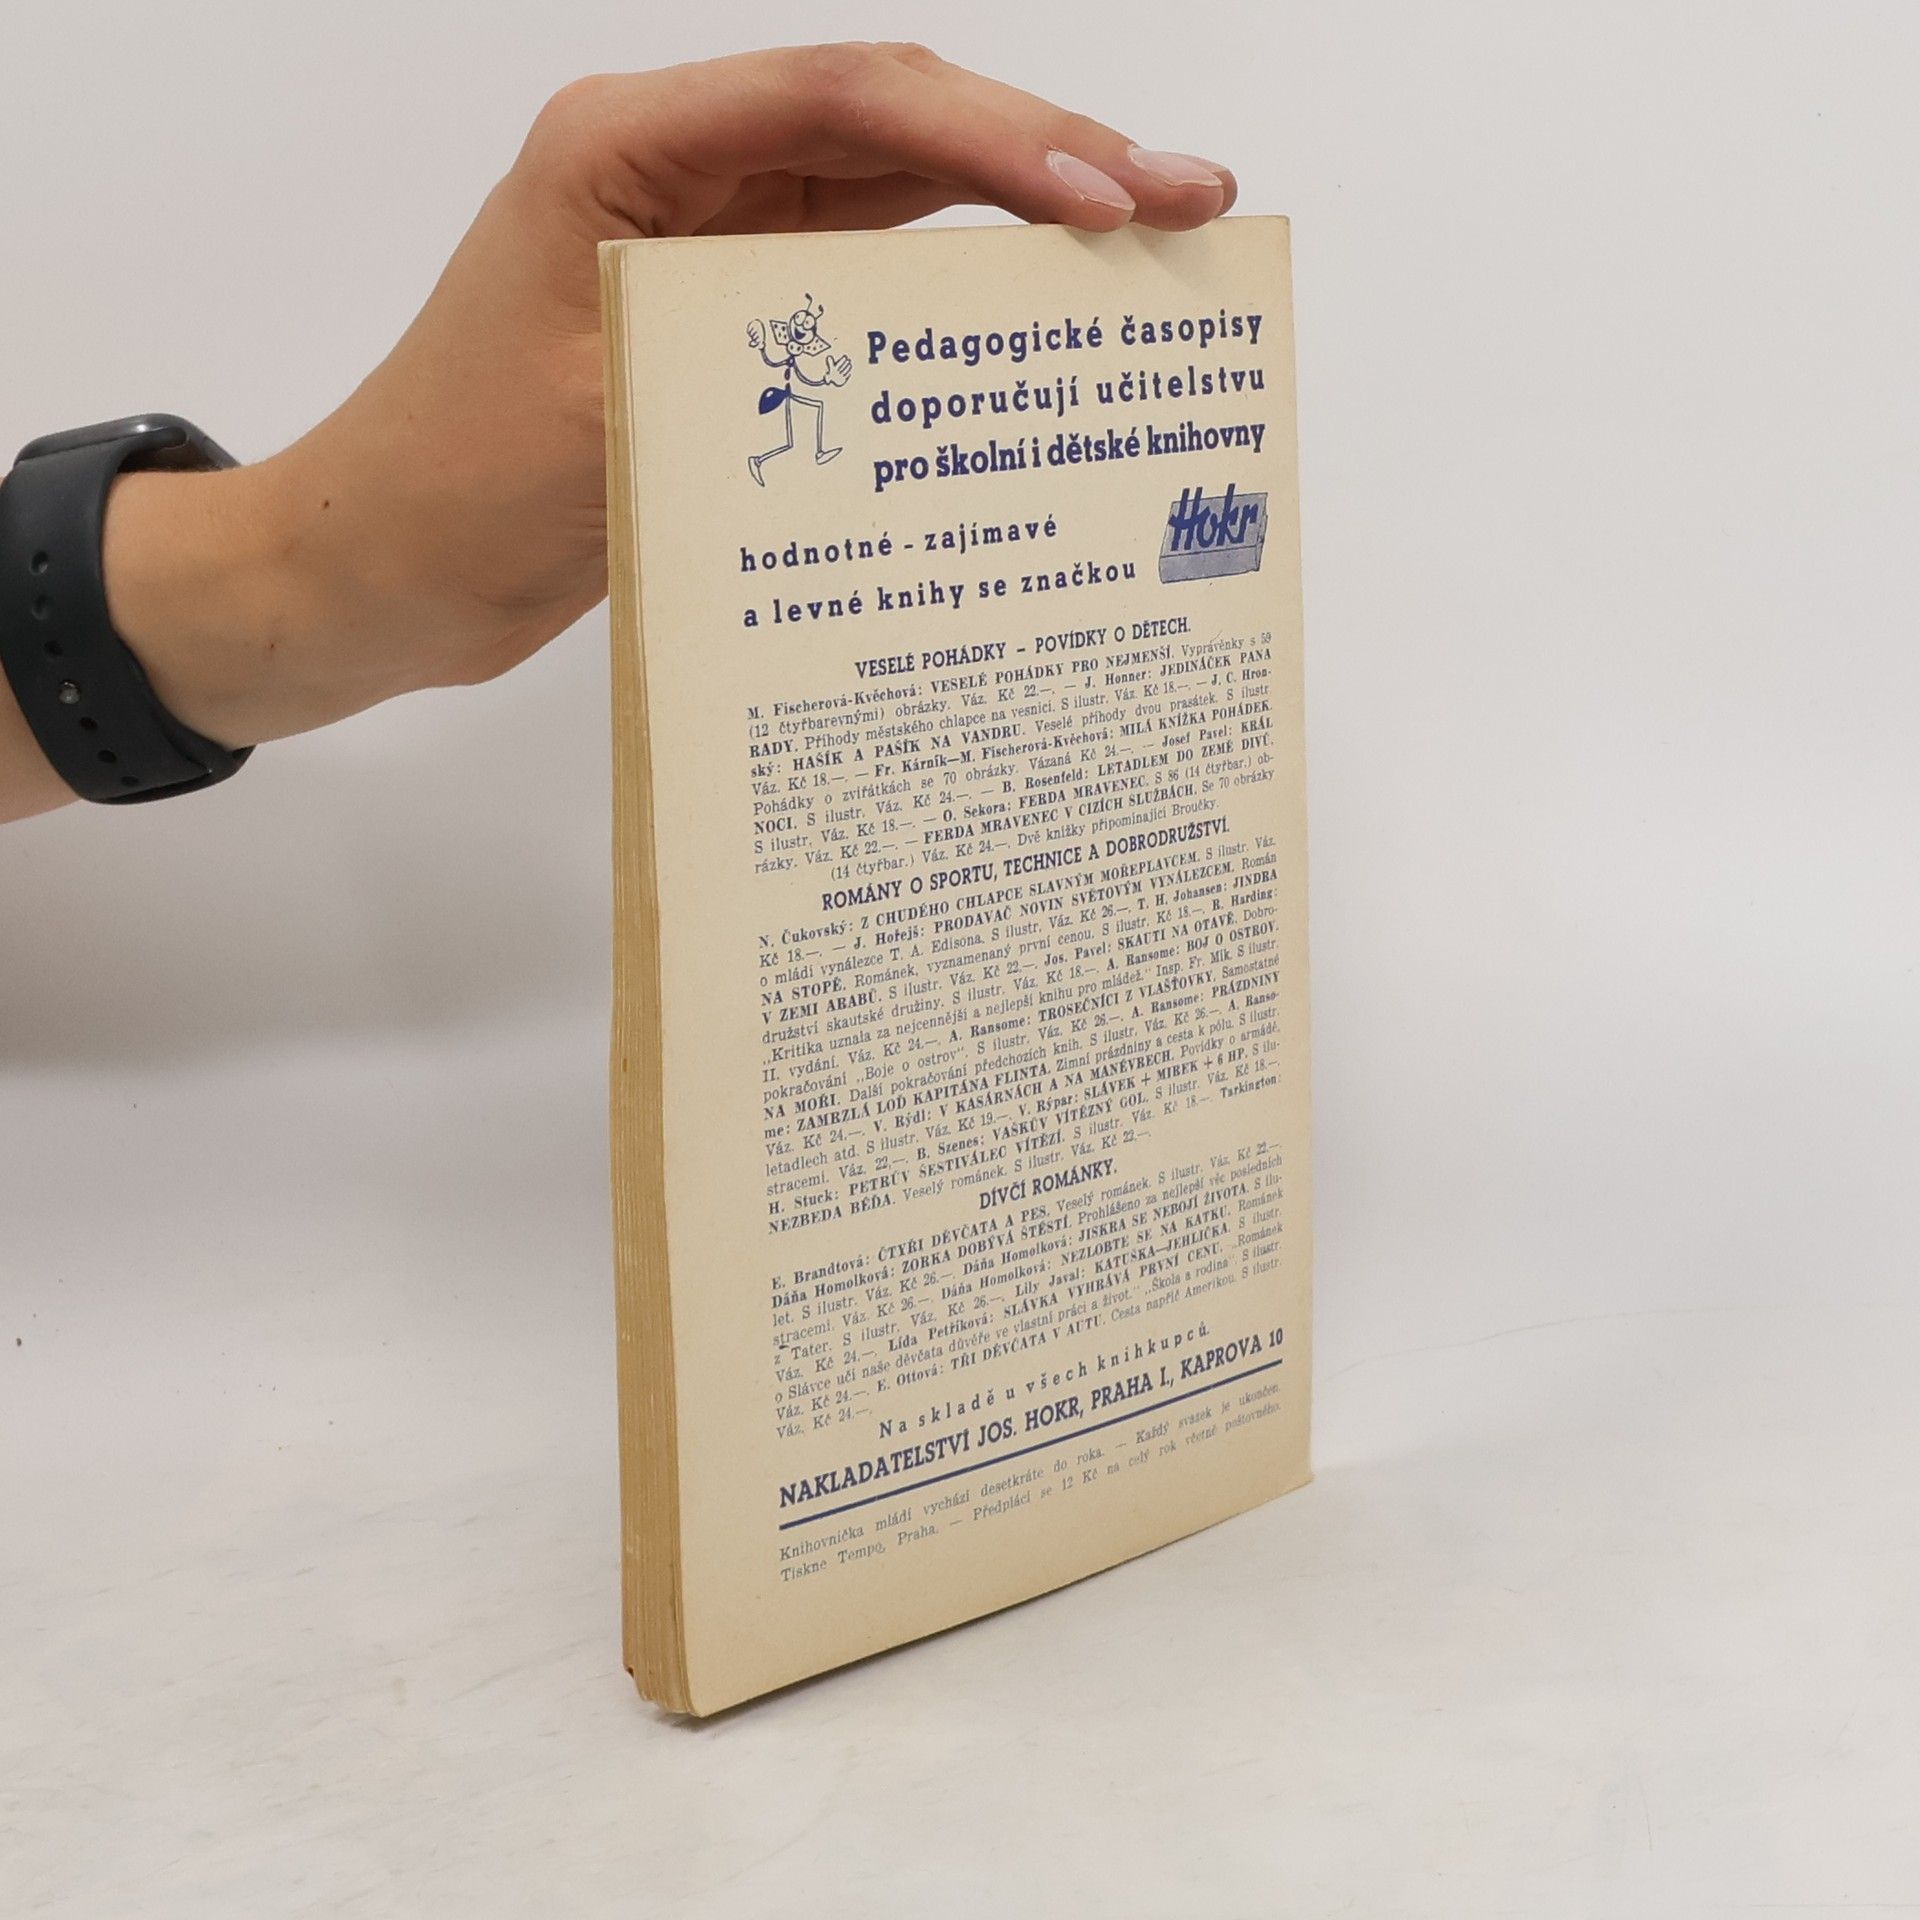 Pedagogické časopisy
doporučují učitelstvu
pro školní i dětské knihovny
hodnotné - zajímavé
a levné knihy se značkou
Hokr
VESELÉ POHÁDKY – POVÍDKY O DĚTECH.
M. Fischerová-Kvěchová: VESELÉ POHÁDKY PRO NEJMENŠÍ. Vyprávěnky s 59
(12 čtyřbarevnými) obrázky. Váz. Kč 22.—. — J. Honner: JEDINÁČEK PANA
RADY. Příhody městského chlapce na vesnici. S ilustr. Váz. Kč 18.—. — J. C. Hron-
ský: HAŠÍK A PAŠÍK NA VANDRU. Veselé příhody dvou prasátek. S ilustr.
Váz. Kč 18.—. — Fr. Kárník—M. Fischerová-Kvěchová: MILÁ KNÍŽKA POHÁDEK.
Pohádky o zvířátkách se 70 obrázky. Vázaná Kč 24.—. — Josef Pavel: KRÁL
NOCI. S ilustr. Váz. Kč 24.—. — B. Rosenfeld: LETADLEM DO ZEMĚ DIVŮ.
S ilustr. Váz. Kč 18.—. — O. Sekora: FERDA MRAVENEC. S 86 (14 čtyřbar.) ob-
rázky. Váz. Kč 22.—. — FERDA MRAVENEC V CIZÍCH SLUŽBÁCH. Se 70 obrázky
(14 čtyřbar.) Váz. Kč 24.—. Dvě knížky připomínající Broučky.
ROMÁNY O SPORTU, TECHNICE A DOBRODRUŽSTVÍ.
N. Čukovský: Z CHUDÉHO CHLAPCE SLAVNÝM MOŘEPLAVCEM. S ilustr. Váz.
Kč 18.—. — J. Hořejš: PRODAVAČ NOVIN SVĚTOVÝM VYNÁLEZCEM. Román
o mládí vynálezce T. A. Edisona. S ilustr. Váz. Kč 26.—. T. H. Johansen: JINDRA
NA STOPĚ. Románek, vyznamenaný první cenou. S ilustr. Kč 18.—. B. Harding:
V ZEMI ARABŮ. S ilustr. Váz. Kč 22.—. Jos. Pavel: SKAUTI NA OTAVĚ. Dobro-
družství skautské družiny. S ilustr. Váz. Kč 18.—. A. Ransome: BOJ O OSTROV.
„Kritika uznala za nejcennější a nejlepší knihu pro mládež.“ Insp. Fr. Mik. S ilustr.
II. vydání. Váz. Kč 24.—. A. Ransome: TROSEČNÍCI Z VLAŠŤOVKY. Samostatné
pokračování „Boje o ostrov“. S ilustr. Váz. Kč 26.—. A. Ransome: PRÁZDNINY
NA MOŘI. Další pokračování předchozích knih. S ilustr. Váz. Kč 26.—. A. Ranso-
me: ZAMRZLÁ LOĎ KAPITÁNA FLINTA. Zimní prázdniny a cesta k pólu. S ilustr.
Váz. Kč 24.—. V. Rýdl: V KASÁRNÁCH A NA MANÉVRECH. Povídky o armádě,
letadlech atd. S ilustr. Váz. Kč 19.—. V. Rýpar: SLÁVEK + MIREK + 6 HP. S ilu-
stracemi. Váz. 22.—. B. Szenes: VAŠKŮV VÍTĚZNÝ GOL. S ilustr. Váz. Kč 18.—.
H. Stuck: PETRŮV ŠESTIVÁLEC VÍTĚZÍ. S ilustr. Váz. Kč 18.—. Tarkington:
NEZBEDA BÉĎA. Veselý románek. S ilustr. Váz. Kč 22.—.
DÍVČÍ ROMÁNKY.
E. Brandtová: ČTYŘI DĚVČATA A PES. Veselý románek. S ilustr. Váz. Kč 22.—.
Dáňa Homolková: ZORKA DOBÝVÁ ŠTĚSTÍ. Prohlášeno za nejlepší věc posledních
let. S ilustr. Váz. Kč 26.—. Dáňa Homolková: JISKRA SE NEBOJÍ ŽIVOTA. S ilu-
stracemi. Váz. Kč 26.—. Dáňa Homolková: NEZLOBTE SE NA KATKU. Románek
z Tater. S ilustr. Váz. Kč 26.—. Lily Javal: KATUŠKA—JEHLIČKA. S ilustr.
Váz. Kč 24.—. Lída Petříková: SLÁVKA VYHRÁVÁ PRVNÍ CENU. „Románek
o Slávce učí naše děvčata důvěře ve vlastní práci a život.“ „Škola a rodina“. S ilustr.
Váz. Kč 24.—. E. Ottová: TŘI DĚVČATA V AUTU. Cesta napříč Amerikou. S ilustr.
Váz. Kč 24.—.
Na skladě u všech knihkupců.
NAKLADATELSTVÍ JOS. HOKR, PRAHA I., KAPROVA 10
Knihovnička mládí vychází desetkráte do roka. — Každý svazek je ukončen.
Tiskne Tempo, Praha. — Předplácí se 12 Kč na celý rok včetně poštovného.